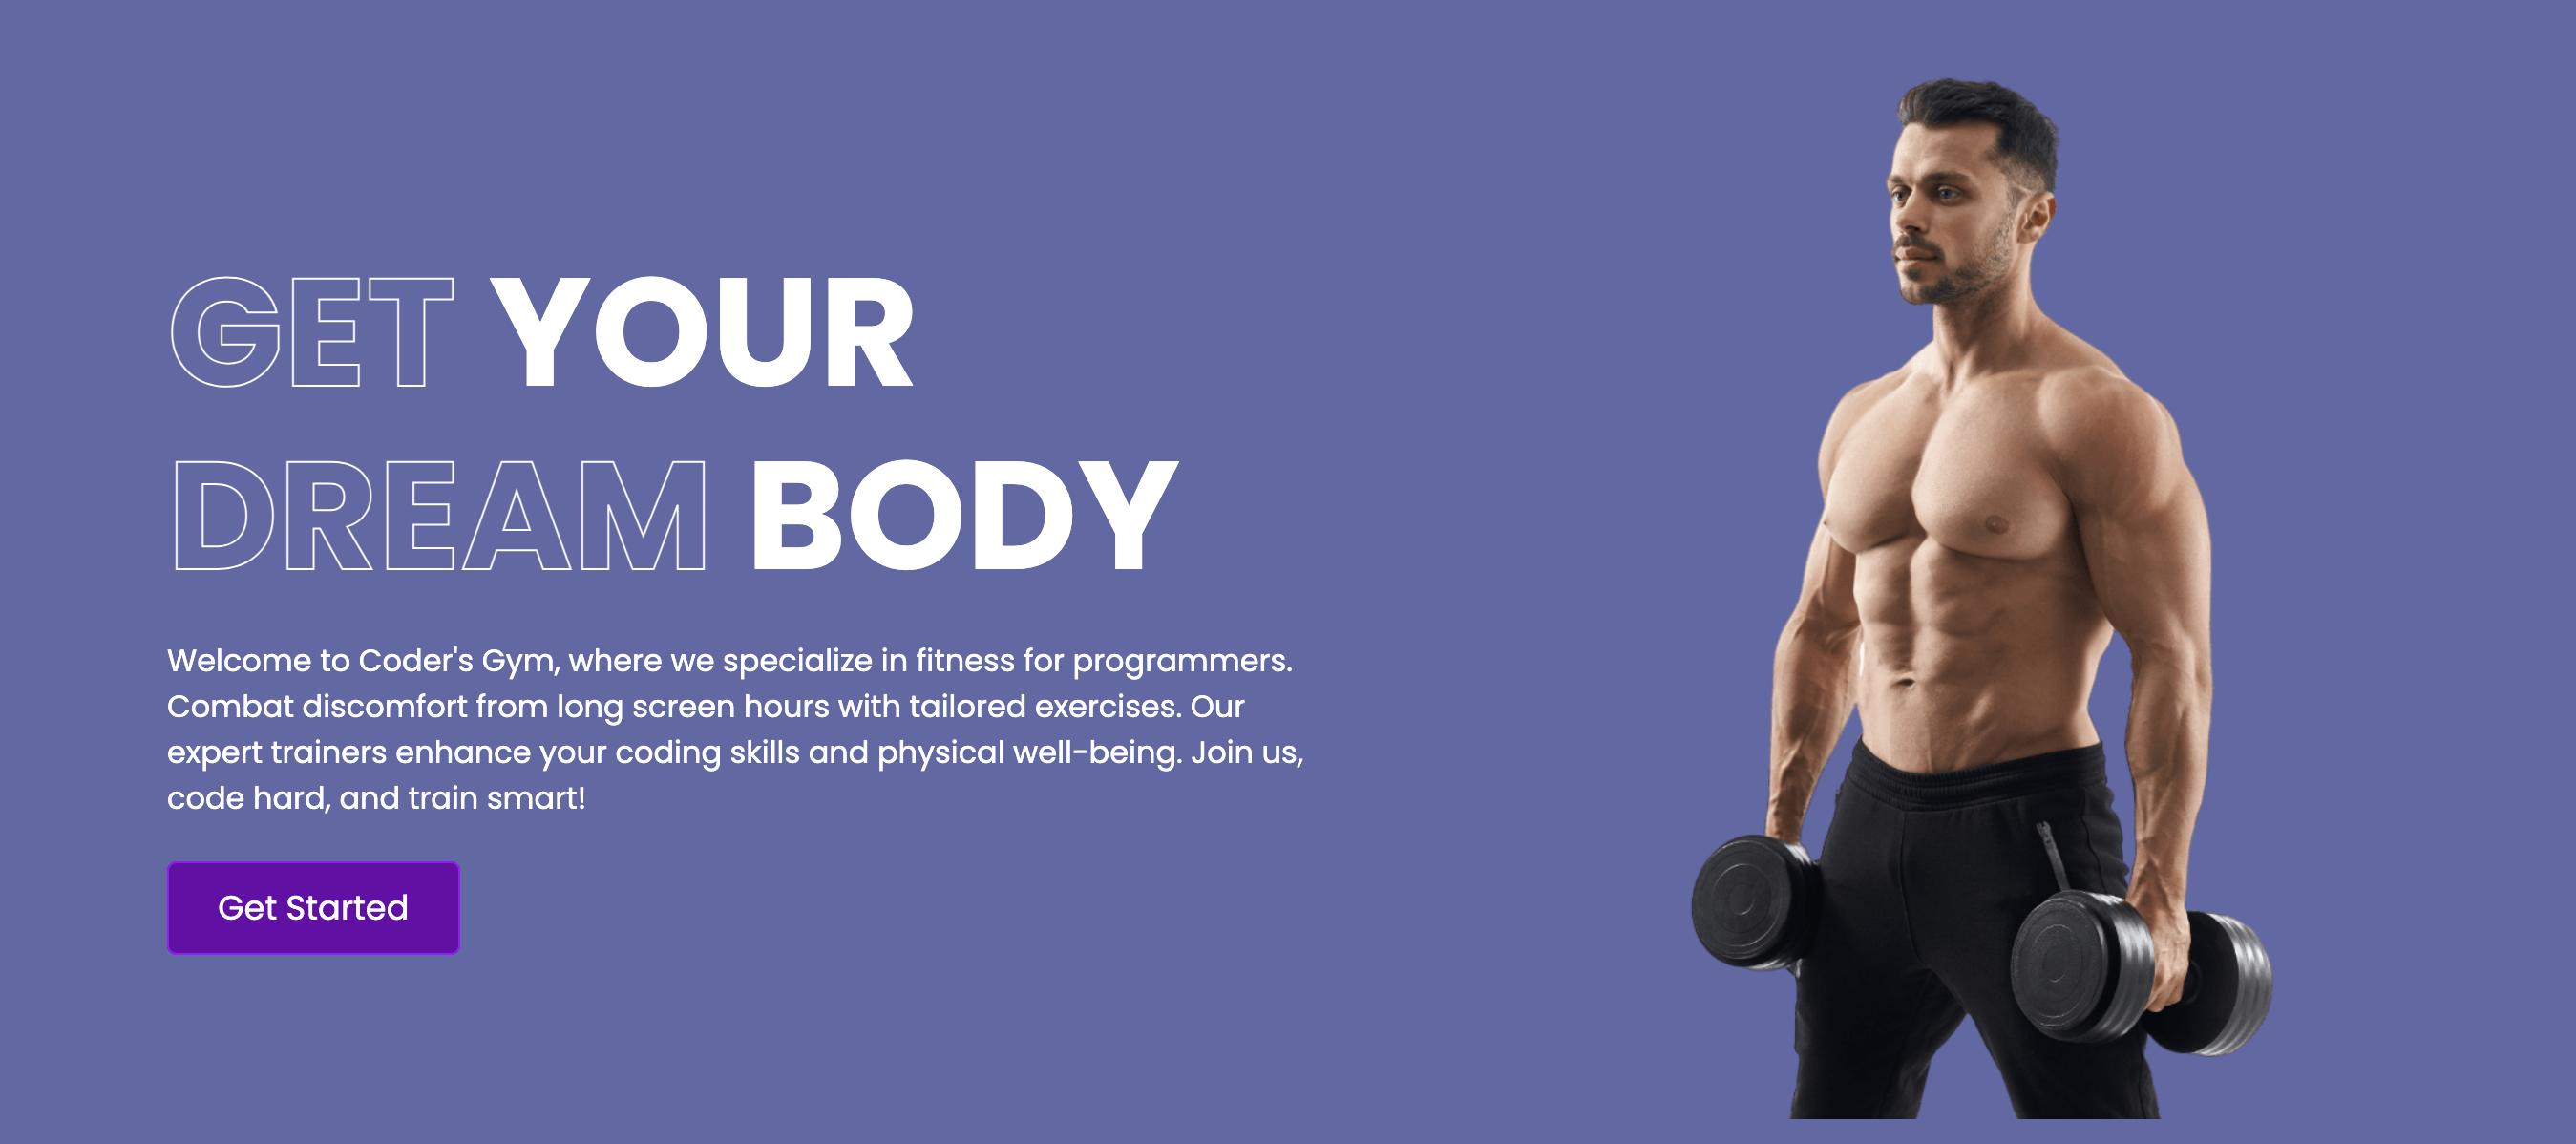 GET YOUR
DREAM BODY
Welcome to Coder's Gym, where we specialize in fitness for programmers.
Combat discomfort from long screen hours with tailored exercises. Our
expert trainers enhance your coding skills and physical well-being. Join us,
code hard, and train smart!
Get Started